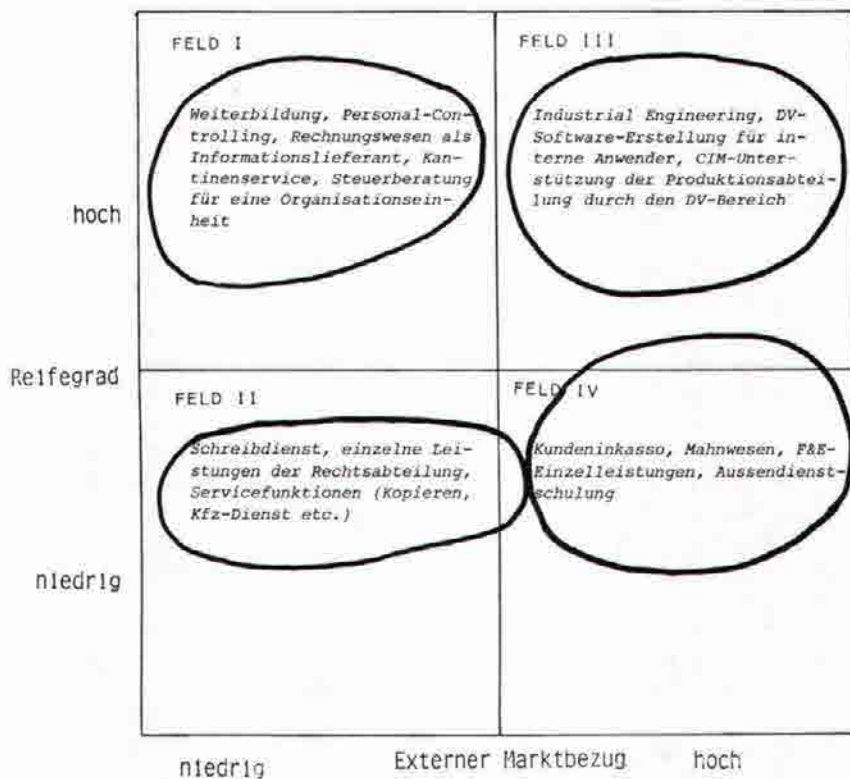 FELD I
Weiterbildung, Personal-Con-
trolling, Rechnungswesen als
Informationslieferant, Kan-
tinenservice, Steuerberatung
für eine Organisationsein-
heit
FELD III
Industrial Engineering, DV-
Software-Erstellung für in-
terne Anwender, CIM-Unter-
stützung der Produktionsabtei-
lung durch den DV-Bereich
hoch
Reifegrad
FELD II
Schreibdienst, einzelne Lei-
stungen der Rechtsabteilung,
Servicefunktionen (Kopieren,
Kfz-Dienst etc.)
FELD IV
Kundeninkasso, Mahnwesen, F&E-
Einzelleistungen, Aussendienst-
schulung
niedrig
niedrig
Externer Marktbezug
hoch